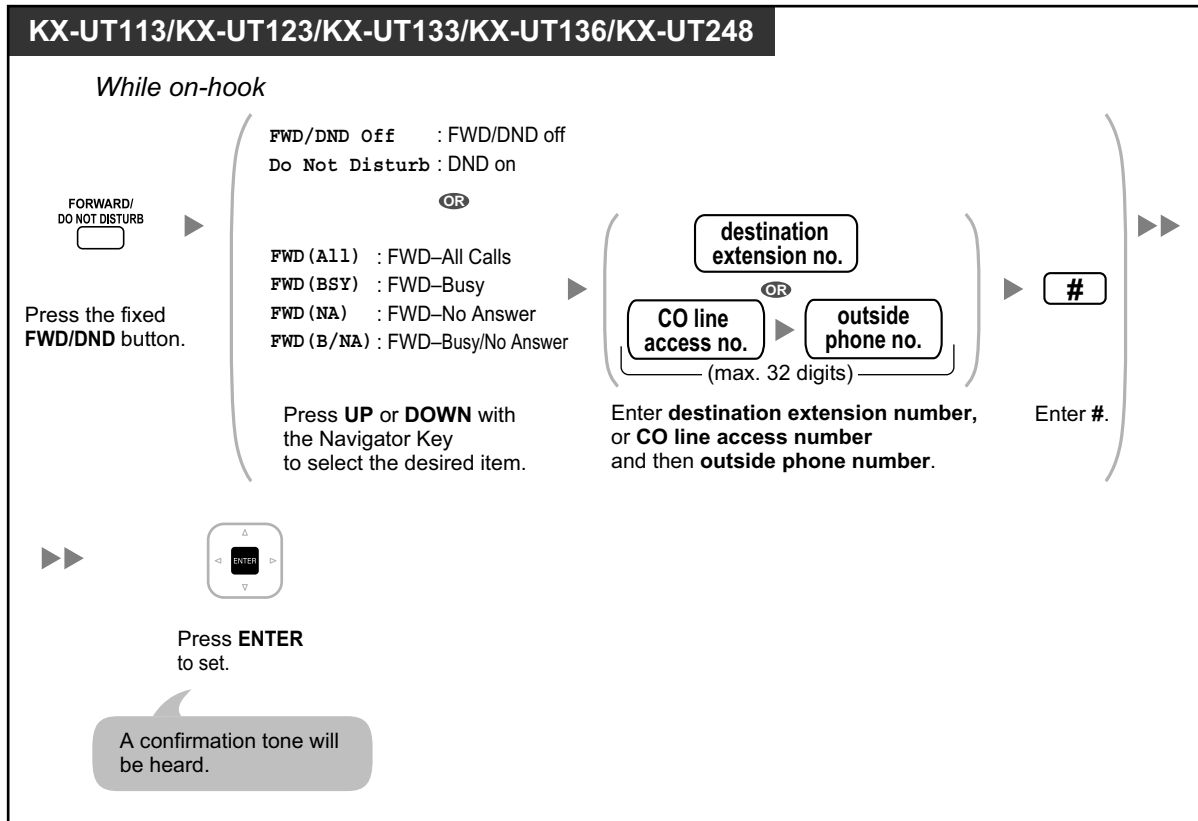 KX-UT113/KX-UT123/KX-UT133/KX-UT136/KX-UT248
While on-hook
FORWARD/
DO NOT DISTURB
Press the fixed
FWD/DND button.
FWD/DND Off : FWD/DND off
Do Not Disturb : DND on
OR
FWD(All) : FWD–All Calls
FWD(BSY) : FWD–Busy
FWD(NA) : FWD–No Answer
FWD(B/NA) : FWD–Busy/No Answer
Press UP or DOWN with
the Navigator Key
to select the desired item.
destination
extension no.
OR
CO line
access no.
outside
phone no.
(max. 32 digits)
Enter destination extension number,
or CO line access number
and then outside phone number.
#
Enter #.
ENTER
Press ENTER
to set.
A confirmation tone will
be heard.